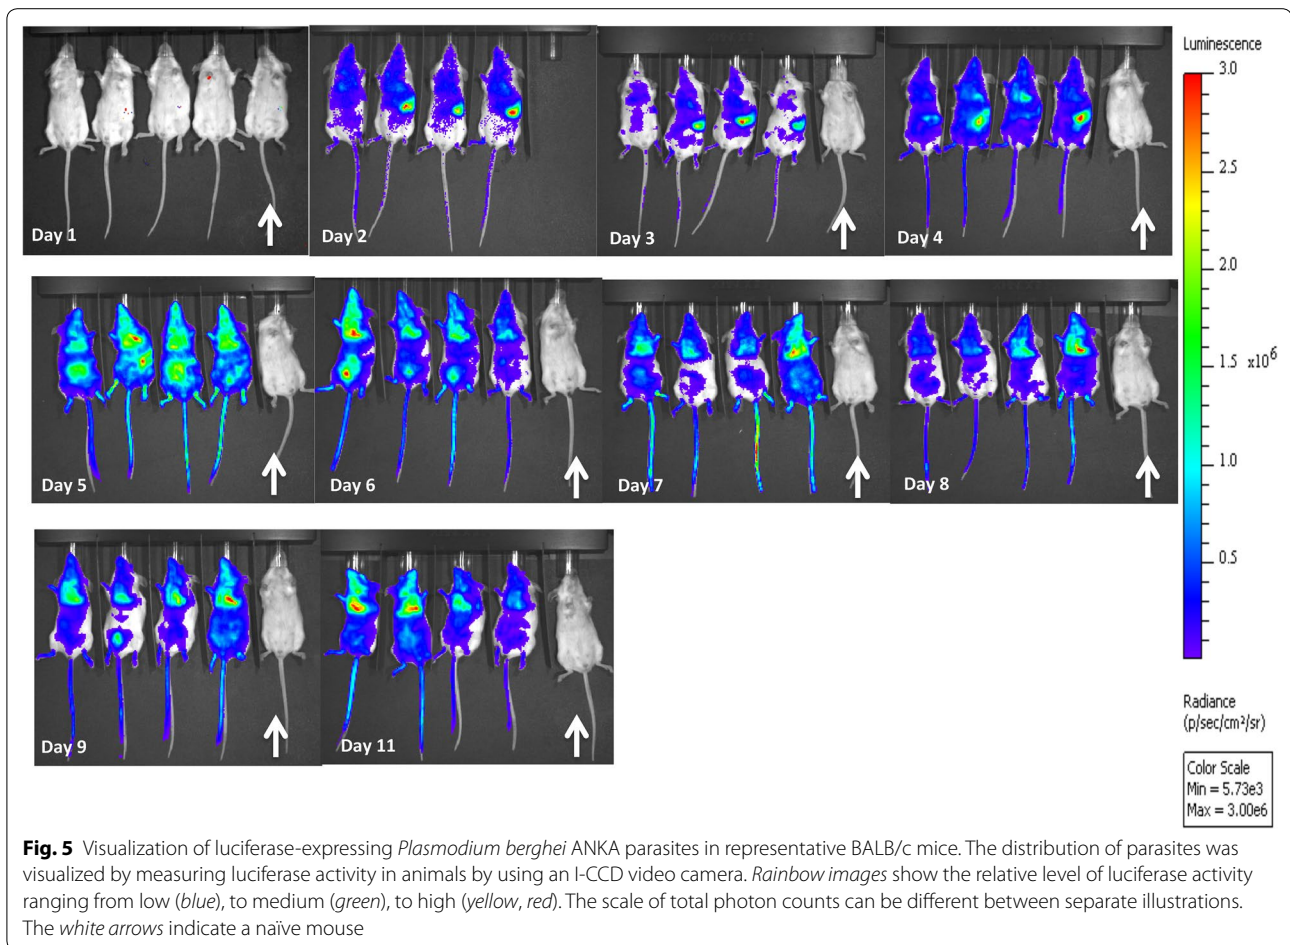 Day 1
Day 2
Day 3
Day 4
Day 5
Day 6
Day 7
Day 8
Day 9
Day 11
Luminescence
3.0
2.5
2.0
1.5
x10⁶
1.0
0.5
Radiance
(p/sec/cm²/sr)
Color Scale
Min = 5.73e3
Max = 3.00e6
Fig. 5 Visualization of luciferase-expressing Plasmodium berghei ANKA parasites in representative BALB/c mice. The distribution of parasites was
visualized by measuring luciferase activity in animals by using an I-CCD video camera. Rainbow images show the relative level of luciferase activity
ranging from low (blue), to medium (green), to high (yellow, red). The scale of total photon counts can be different between separate illustrations.
The white arrows indicate a naïve mouse